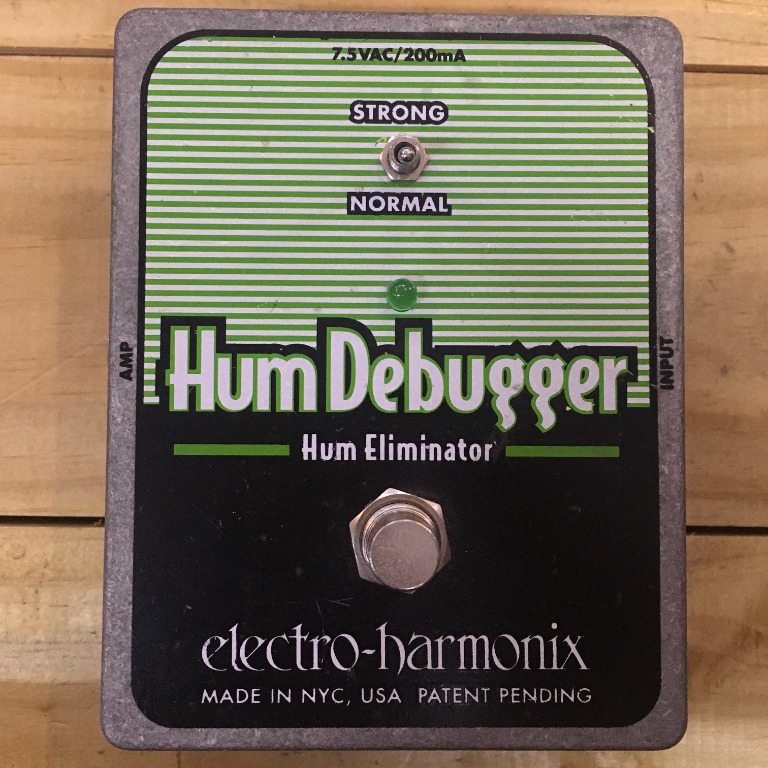 7.5VAC/200mA
STRONG
NORMAL
AMP
INPUT
Hum Debugger
Hum Eliminator
electro-harmonix
MADE IN NYC, USA PATENT PENDING